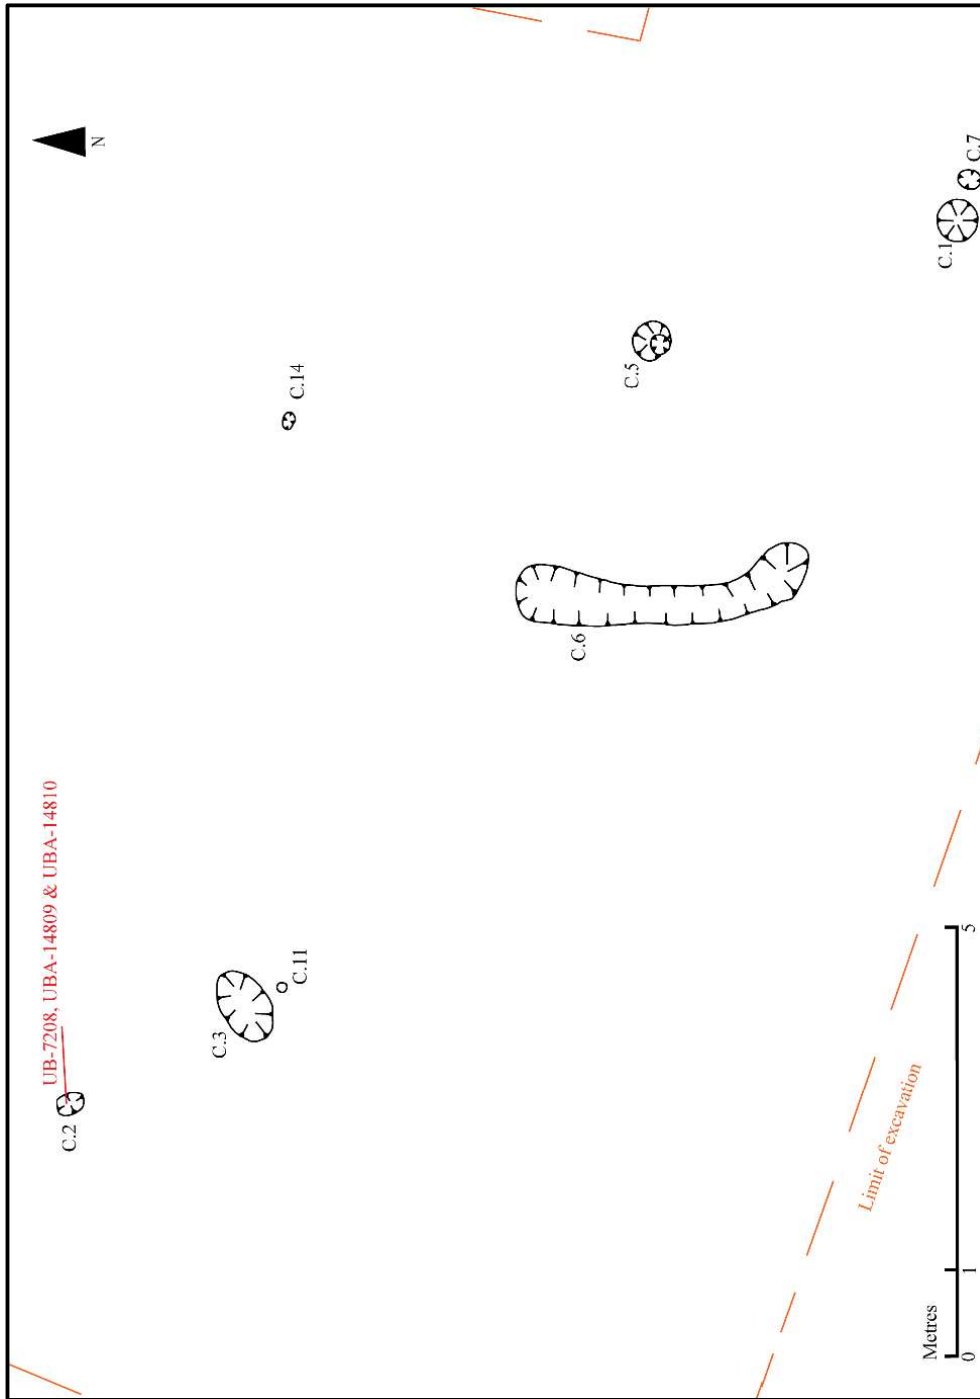 UB-7208, UBA-14809 & UBA-14810
C.2
C.3
C.11
C.14
C.6
C.5
C.1
C.7
N
Limit of excavation
Metres
0
1
5